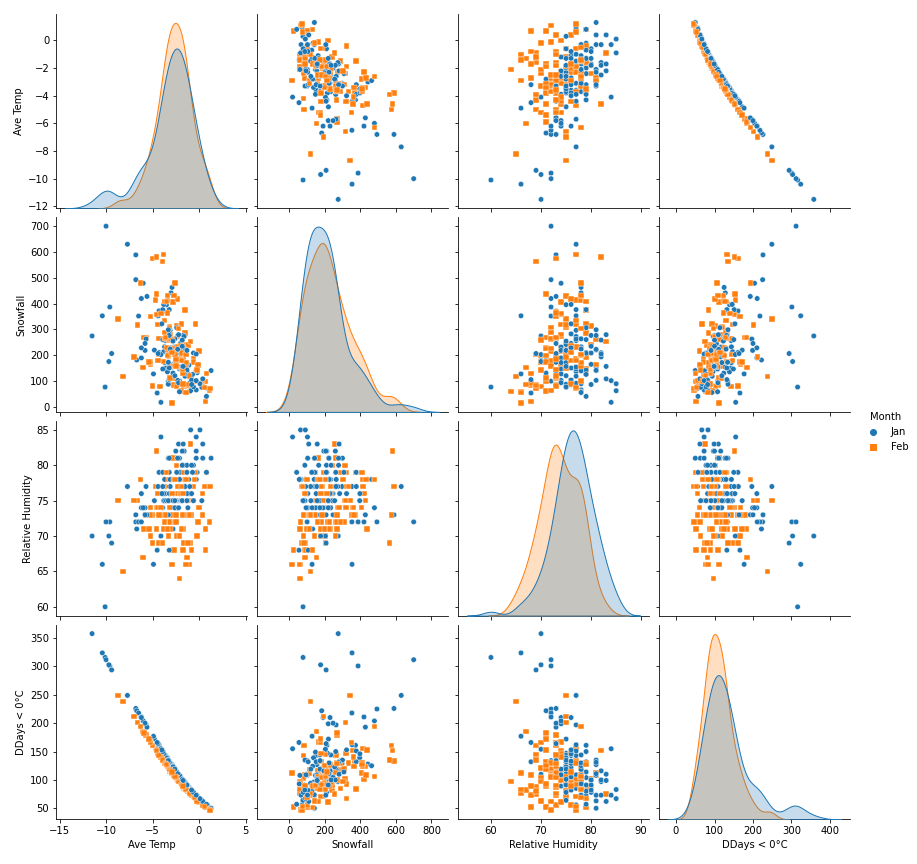 0
−2
−4
−6
−8
−10
−12
Ave Temp
700
600
500
400
300
200
100
0
Snowfall
Month
Jan
Feb
85
80
75
70
65
60
Relative Humidity
350
300
250
200
150
100
50
DDays < 0°C
−15 −10 −5 0 5
0 200 400 600 800
60 70 80 90
0 100 200 300 400
Ave Temp
Snowfall
Relative Humidity
DDays < 0°C